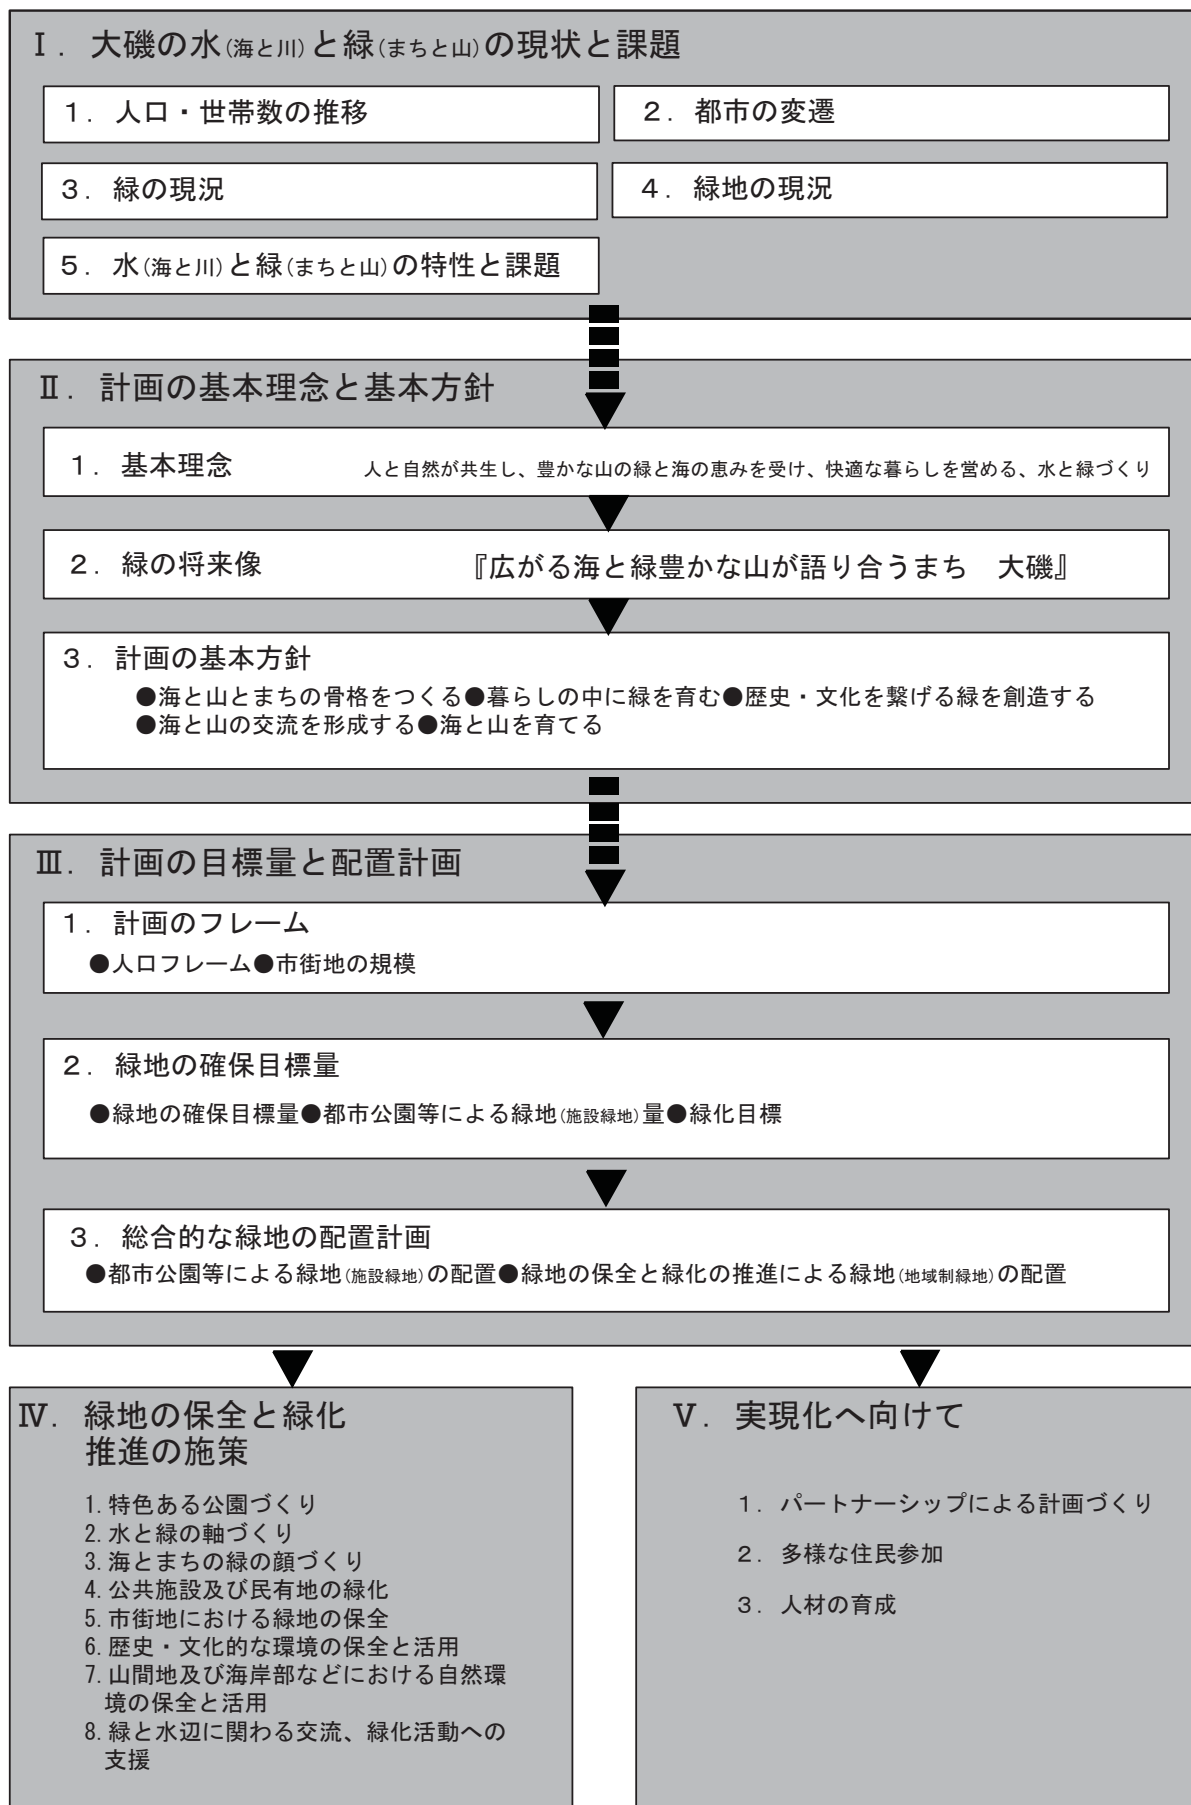 Ⅰ．大磯の水(海と川)と緑(まちと山)の現状と課題
１．人口・世帯数の推移
２．都市の変遷
３．緑の現況
４．緑地の現況
５．水(海と川)と緑(まちと山)の特性と課題
Ⅱ．計画の基本理念と基本方針
１．基本理念　人と自然が共生し、豊かな山の緑と海の恵みを受け、快適な暮らしを営める、水と緑づくり
２．緑の将来像　『広がる海と緑豊かな山が語り合うまち　大磯』
３．計画の基本方針
●海と山とまちの骨格をつくる●暮らしの中に緑を育む●歴史・文化を繋げる緑を創造する
●海と山の交流を形成する●海と山を育てる
Ⅲ．計画の目標量と配置計画
１．計画のフレーム
●人口フレーム●市街地の規模
２．緑地の確保目標量
●緑地の確保目標量●都市公園等による緑地(施設緑地)量●緑化目標
３．総合的な緑地の配置計画
●都市公園等による緑地(施設緑地)の配置●緑地の保全と緑化の推進による緑地(地域制緑地)の配置
Ⅳ．緑地の保全と緑化
推進の施策
1.特色ある公園づくり
2.水と緑の軸づくり
3.海とまちの緑の顔づくり
4.公共施設及び民有地の緑化
5.市街地における緑地の保全
6.歴史・文化的な環境の保全と活用
7.山間地及び海岸部などにおける自然環
境の保全と活用
8.緑と水辺に関わる交流、緑化活動への
支援
Ⅴ．実現化へ向けて
１．パートナーシップによる計画づくり
２．多様な住民参加
３．人材の育成